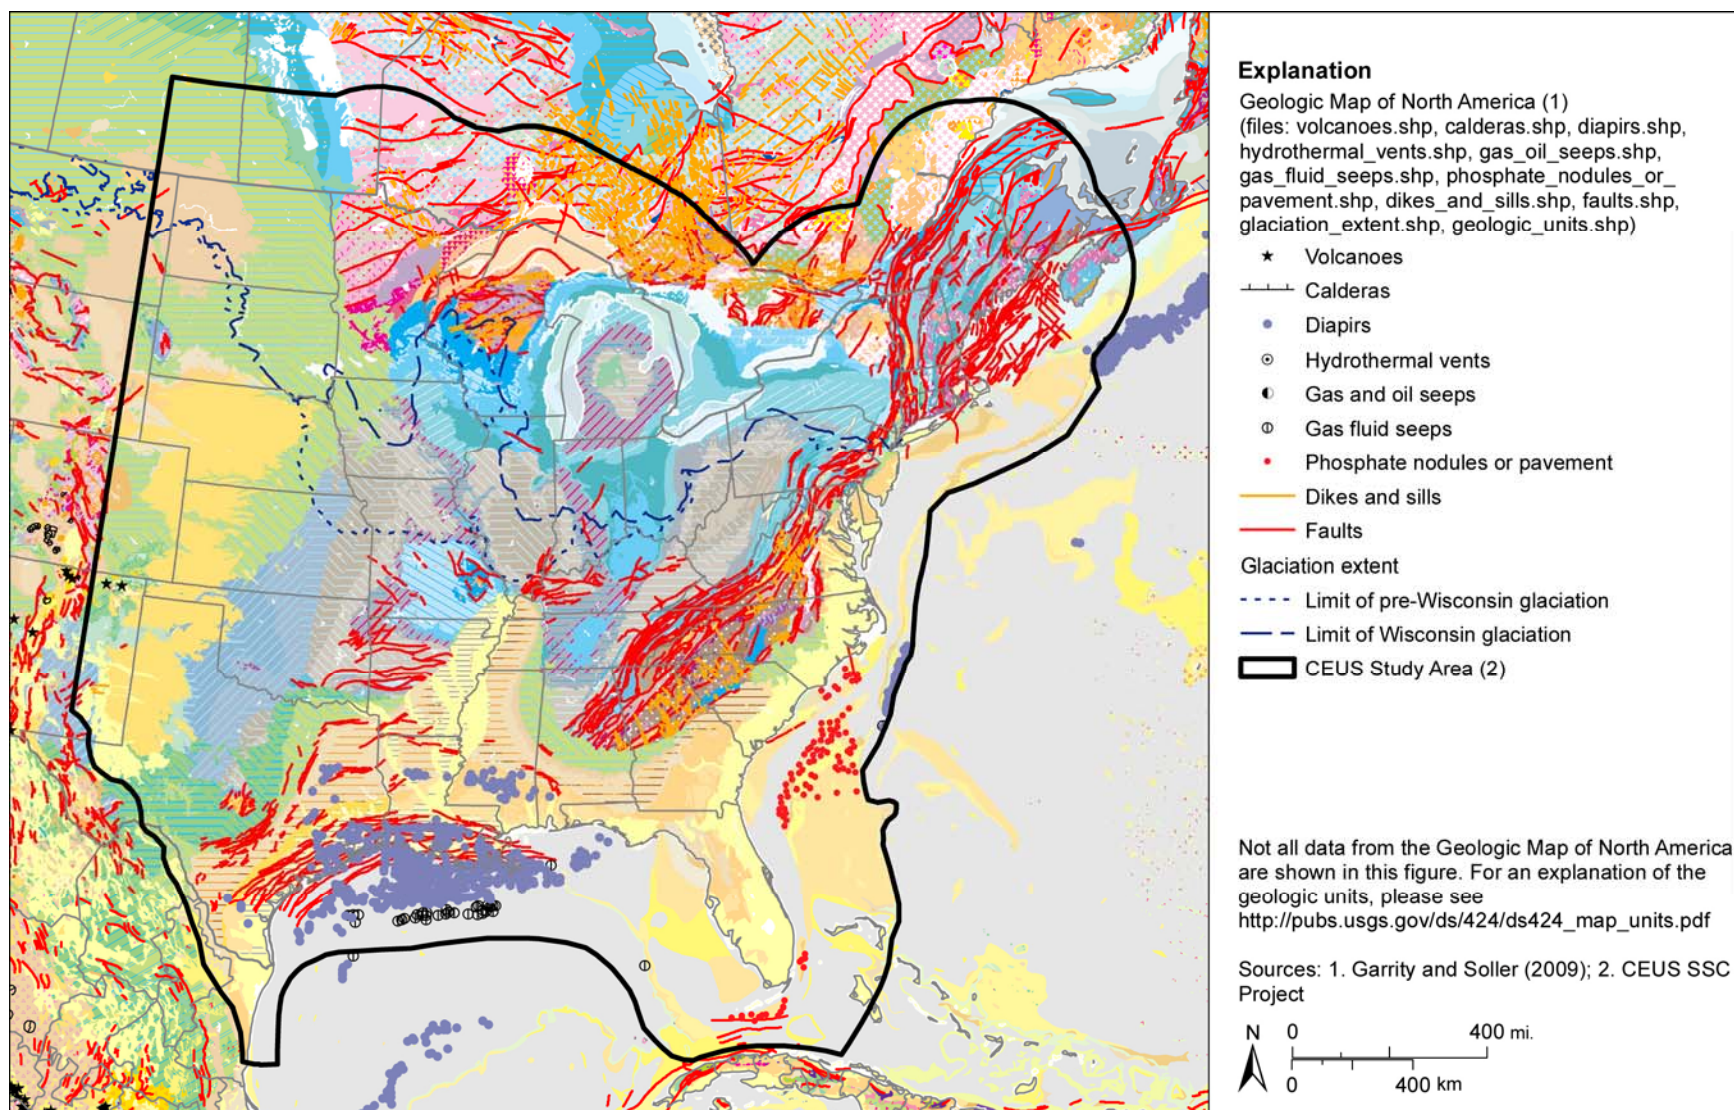 Explanation
Geologic Map of North America (1)
(files: volcanoes.shp, calderas.shp, diapirs.shp,
hydrothermal_vents.shp, gas_oil_seeps.shp,
gas_fluid_seeps.shp, phosphate_nodules_or_
pavement.shp, dikes_and_sills.shp, faults.shp,
glaciation_extent.shp, geologic_units.shp)
Volcanoes
Calderas
Diapirs
Hydrothermal vents
Gas and oil seeps
Gas fluid seeps
Phosphate nodules or pavement
Dikes and sills
Faults
Glaciation extent
Limit of pre-Wisconsin glaciation
Limit of Wisconsin glaciation
CEUS Study Area (2)
Not all data from the Geologic Map of North America
are shown in this figure. For an explanation of the
geologic units, please see
http://pubs.usgs.gov/ds/424/ds424_map_units.pdf
Sources: 1. Garrity and Soller (2009); 2. CEUS SSC
Project
N
0 400 mi.
0 400 km